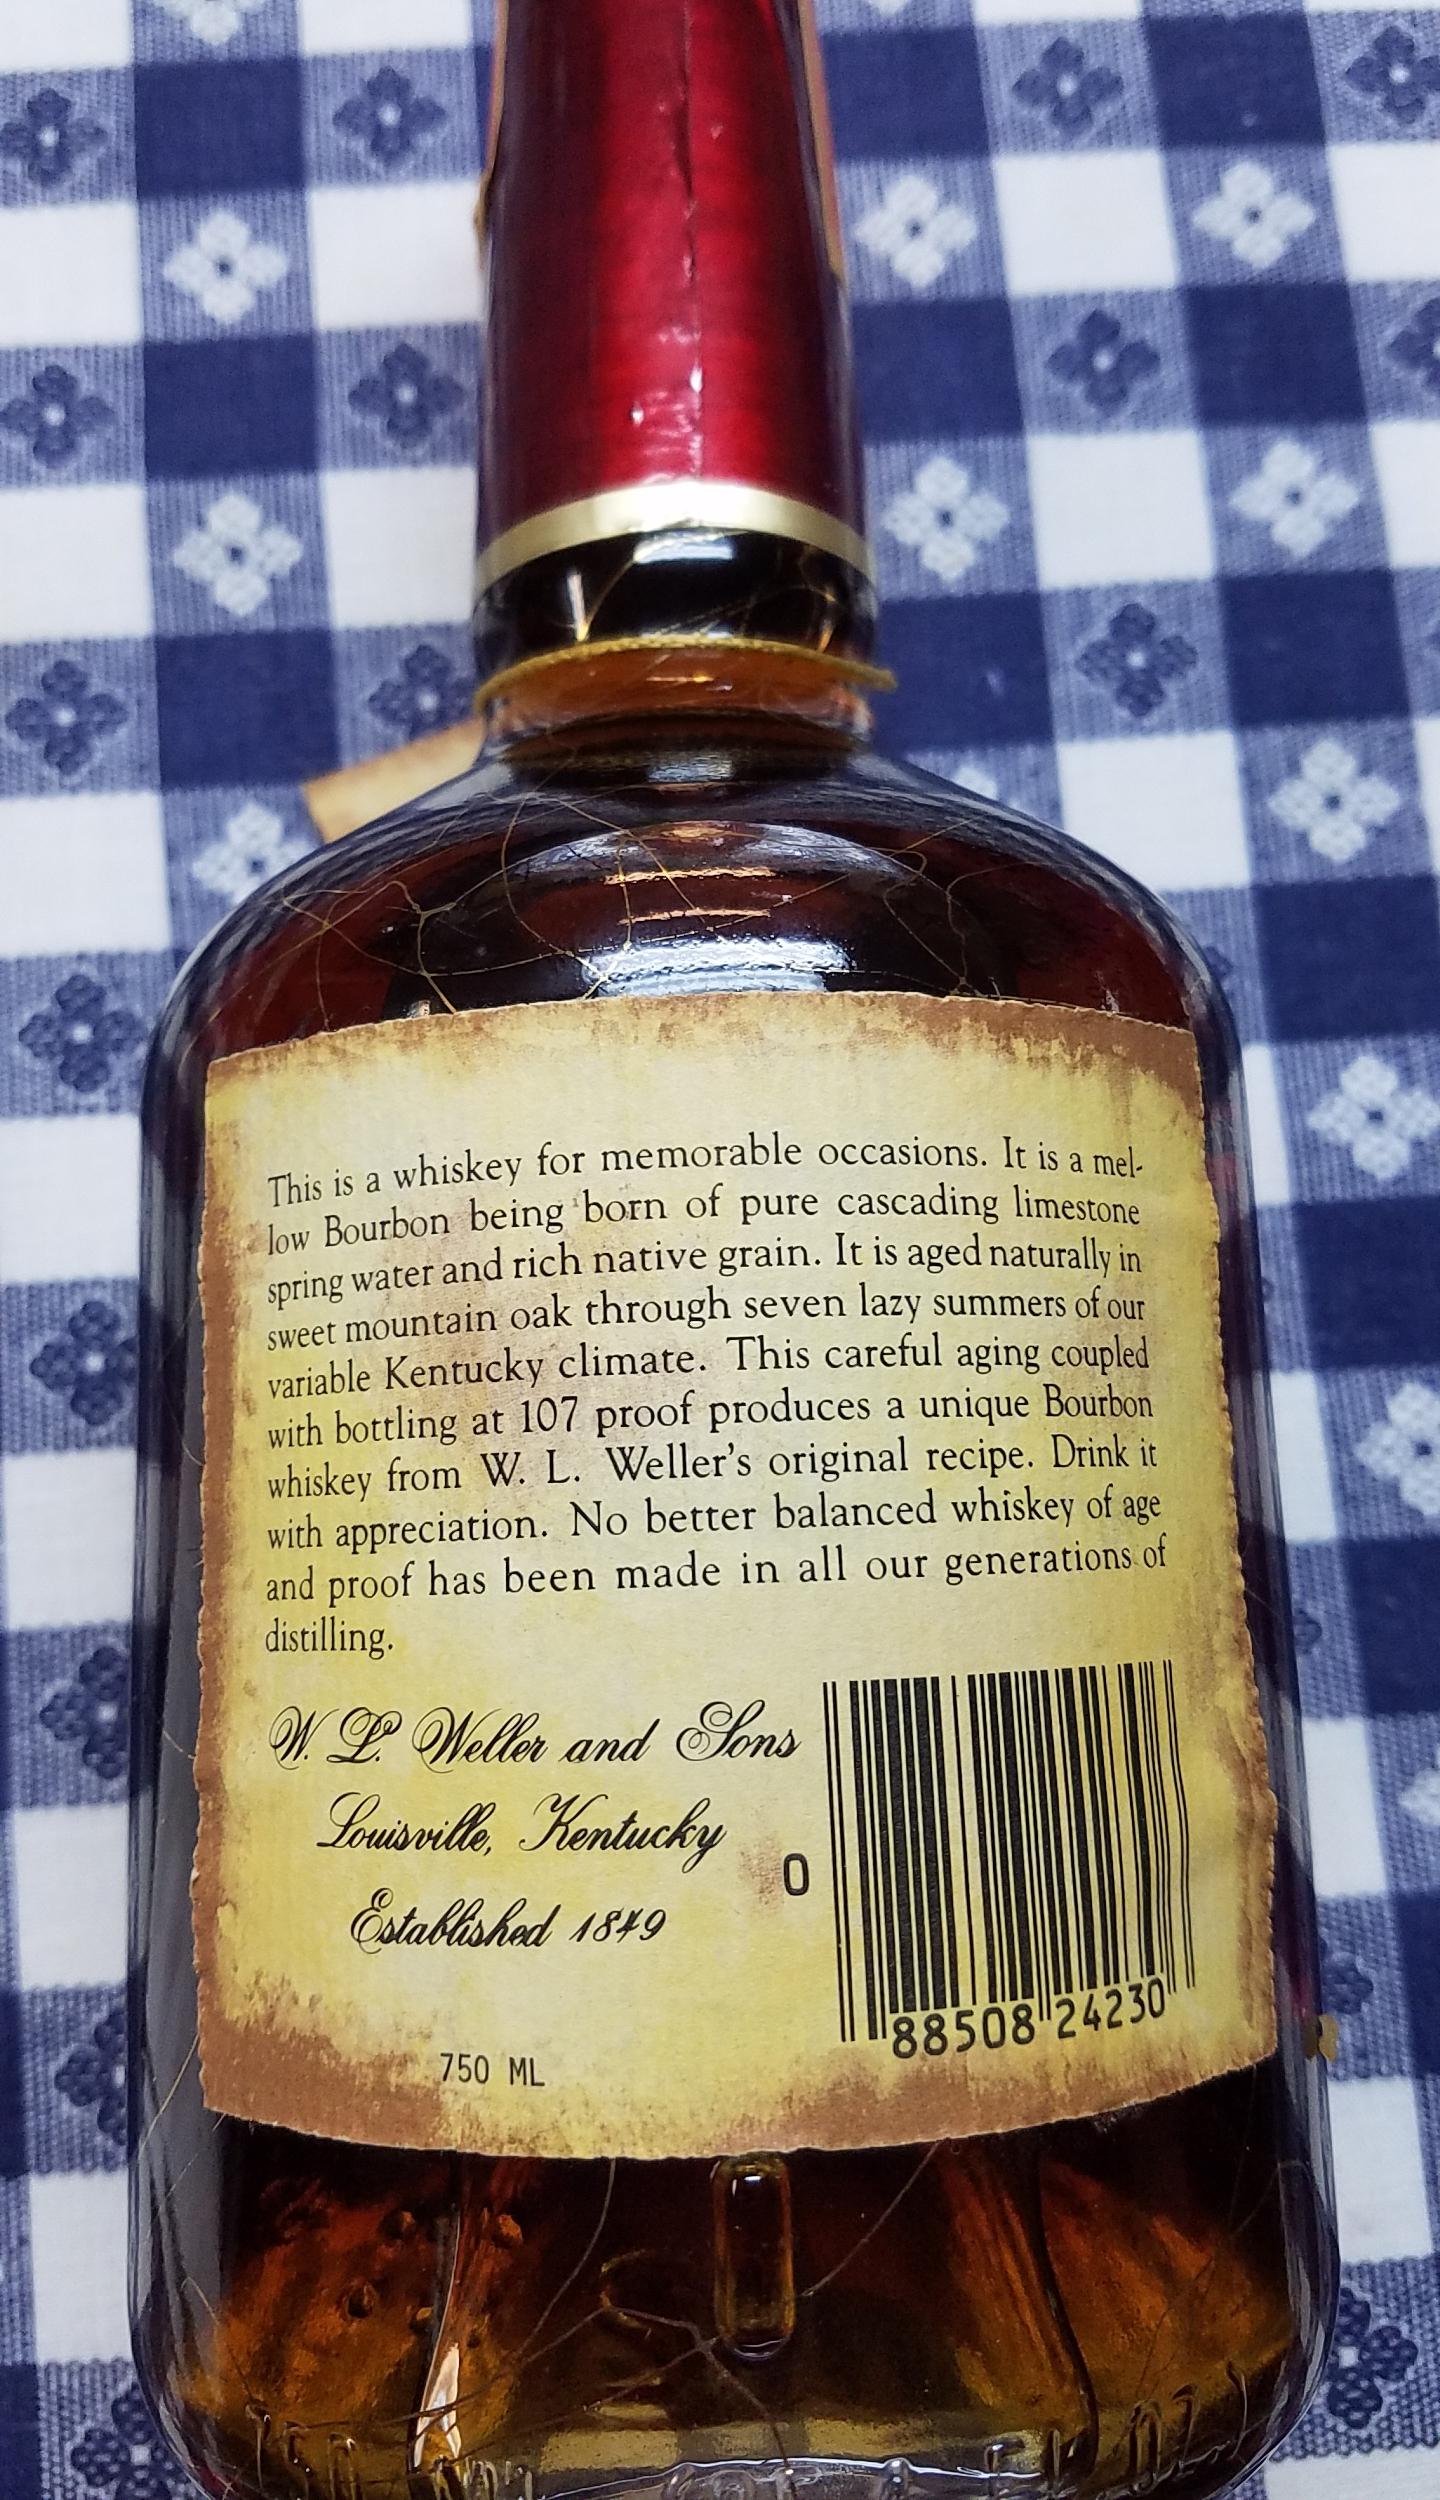 This is a whiskey for memorable occasions. It is a mel-
low Bourbon being born of pure cascading limestone
spring water and rich native grain. It is aged naturally in
sweet mountain oak through seven lazy summers of our
variable Kentucky climate. This careful aging coupled
with bottling at 107 proof produces a unique Bourbon
whiskey from W. L. Weller's original recipe. Drink it
with appreciation. No better balanced whiskey of age
and proof has been made in all our generations of
distilling.
W. L. Weller and Sons
Louisville, Kentucky
Established 1849
0 88508 24230
750 ML